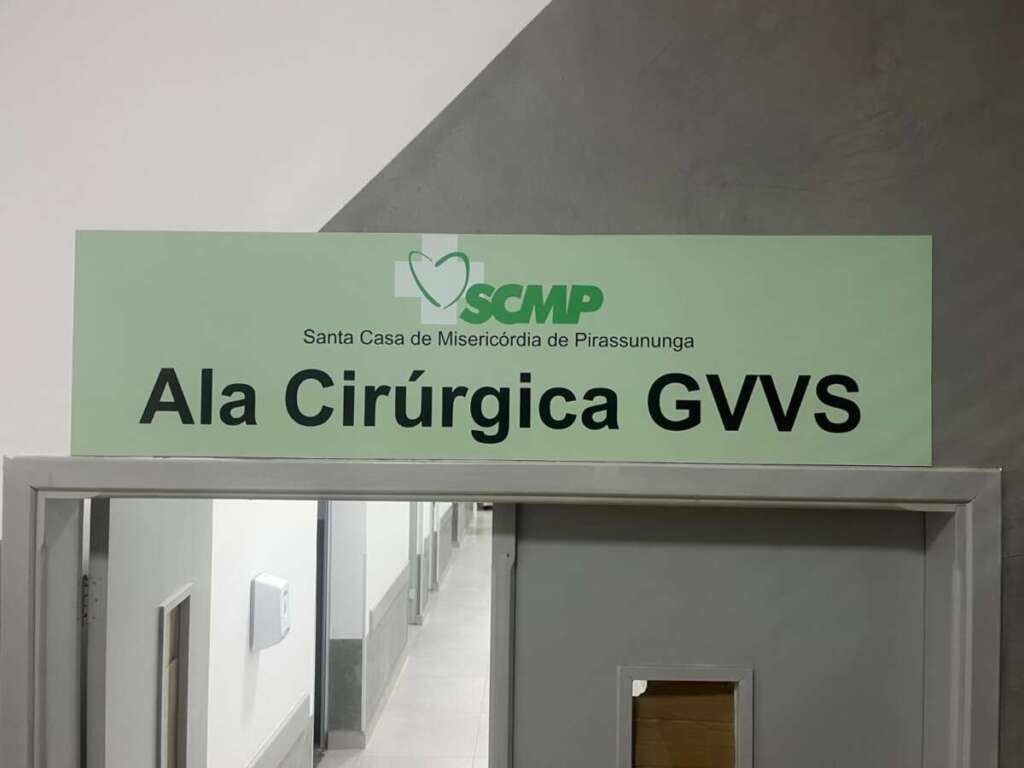 SCMP
Santa Casa de Misericórdia de Pirassununga
Ala Cirúrgica GVVS